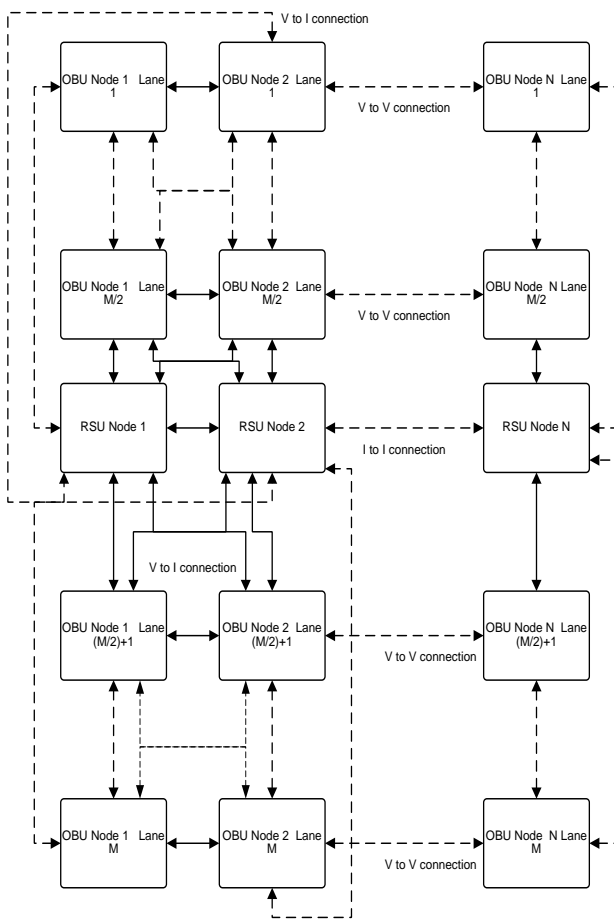 V to I connection
OBU Node 1 Lane
1
OBU Node 2 Lane
1
OBU Node N Lane
1
V to V connection
OBU Node 1 Lane
M/2
OBU Node 2 Lane
M/2
OBU Node N Lane
M/2
V to V connection
RSU Node 1
RSU Node 2
RSU Node N
I to I connection
V to I connection
OBU Node 1 Lane
(M/2)+1
OBU Node 2 Lane
(M/2)+1
OBU Node N Lane
(M/2)+1
V to V connection
OBU Node 1 Lane
M
OBU Node 2 Lane
M
OBU Node N Lane
M
V to V connection